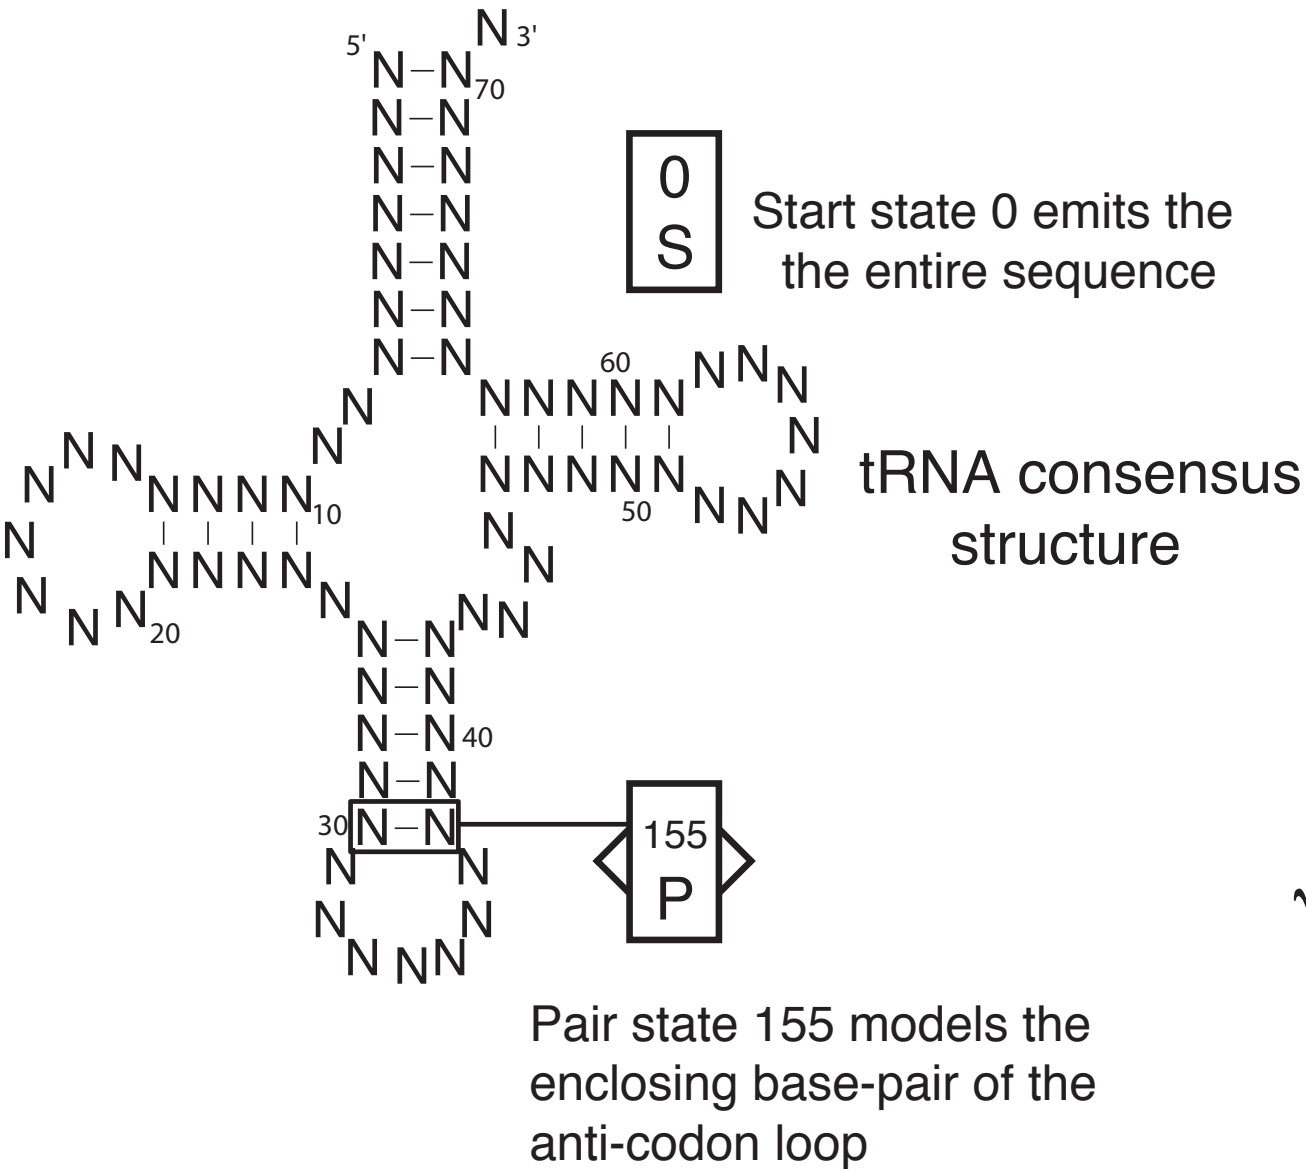 N 3'
5' N–N 70
N–N
N–N
N–N
N–N
N–N
N–N
0
S
Start state 0 emits the
the entire sequence
60
N N N N N N N N
N
N
N N N N N N N N
50
N
N
N N
N N N
N
N
N
N N N N N N 10
N N N N
N N 20
N
N–N
N–N
N–N 40
N–N
30 N–N
N N
N N
N N N
tRNA consensus
structure
155
P
Pair state 155 models the
enclosing base-pair of the
anti-codon loop